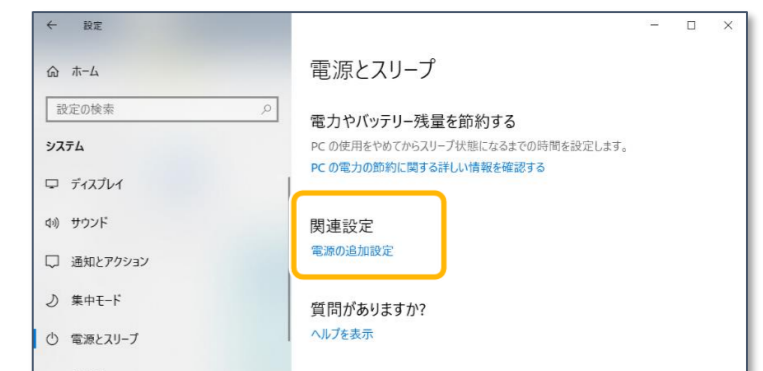 設定
ホーム
設定の検索
システム
ディスプレイ
サウンド
通知とアクション
集中モード
電源とスリープ
電源とスリープ
電力やバッテリー残量を節約する
PC の使用をやめてからスリープ状態になるまでの時間を設定します。
PC の電力の節約に関する詳しい情報を確認する
関連設定
電源の追加設定
質問がありますか?
ヘルプを表示